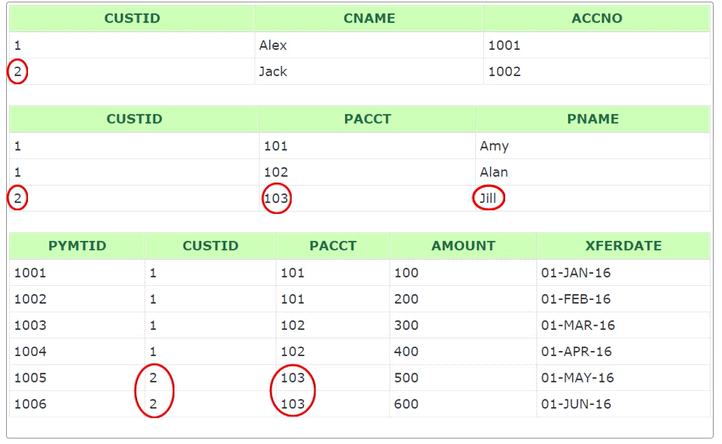 CUSTID CNAME ACCNO
1 Alex 1001
2 Jack 1002
CUSTID PACCT PNAME
1 101 Amy
1 102 Alan
2 103 Jill
PYMTID CUSTID PACCT AMOUNT XFERDATE
1001 1 101 100 01-JAN-16
1002 1 101 200 01-FEB-16
1003 1 102 300 01-MAR-16
1004 1 102 400 01-APR-16
1005 2 103 500 01-MAY-16
1006 2 103 600 01-JUN-16